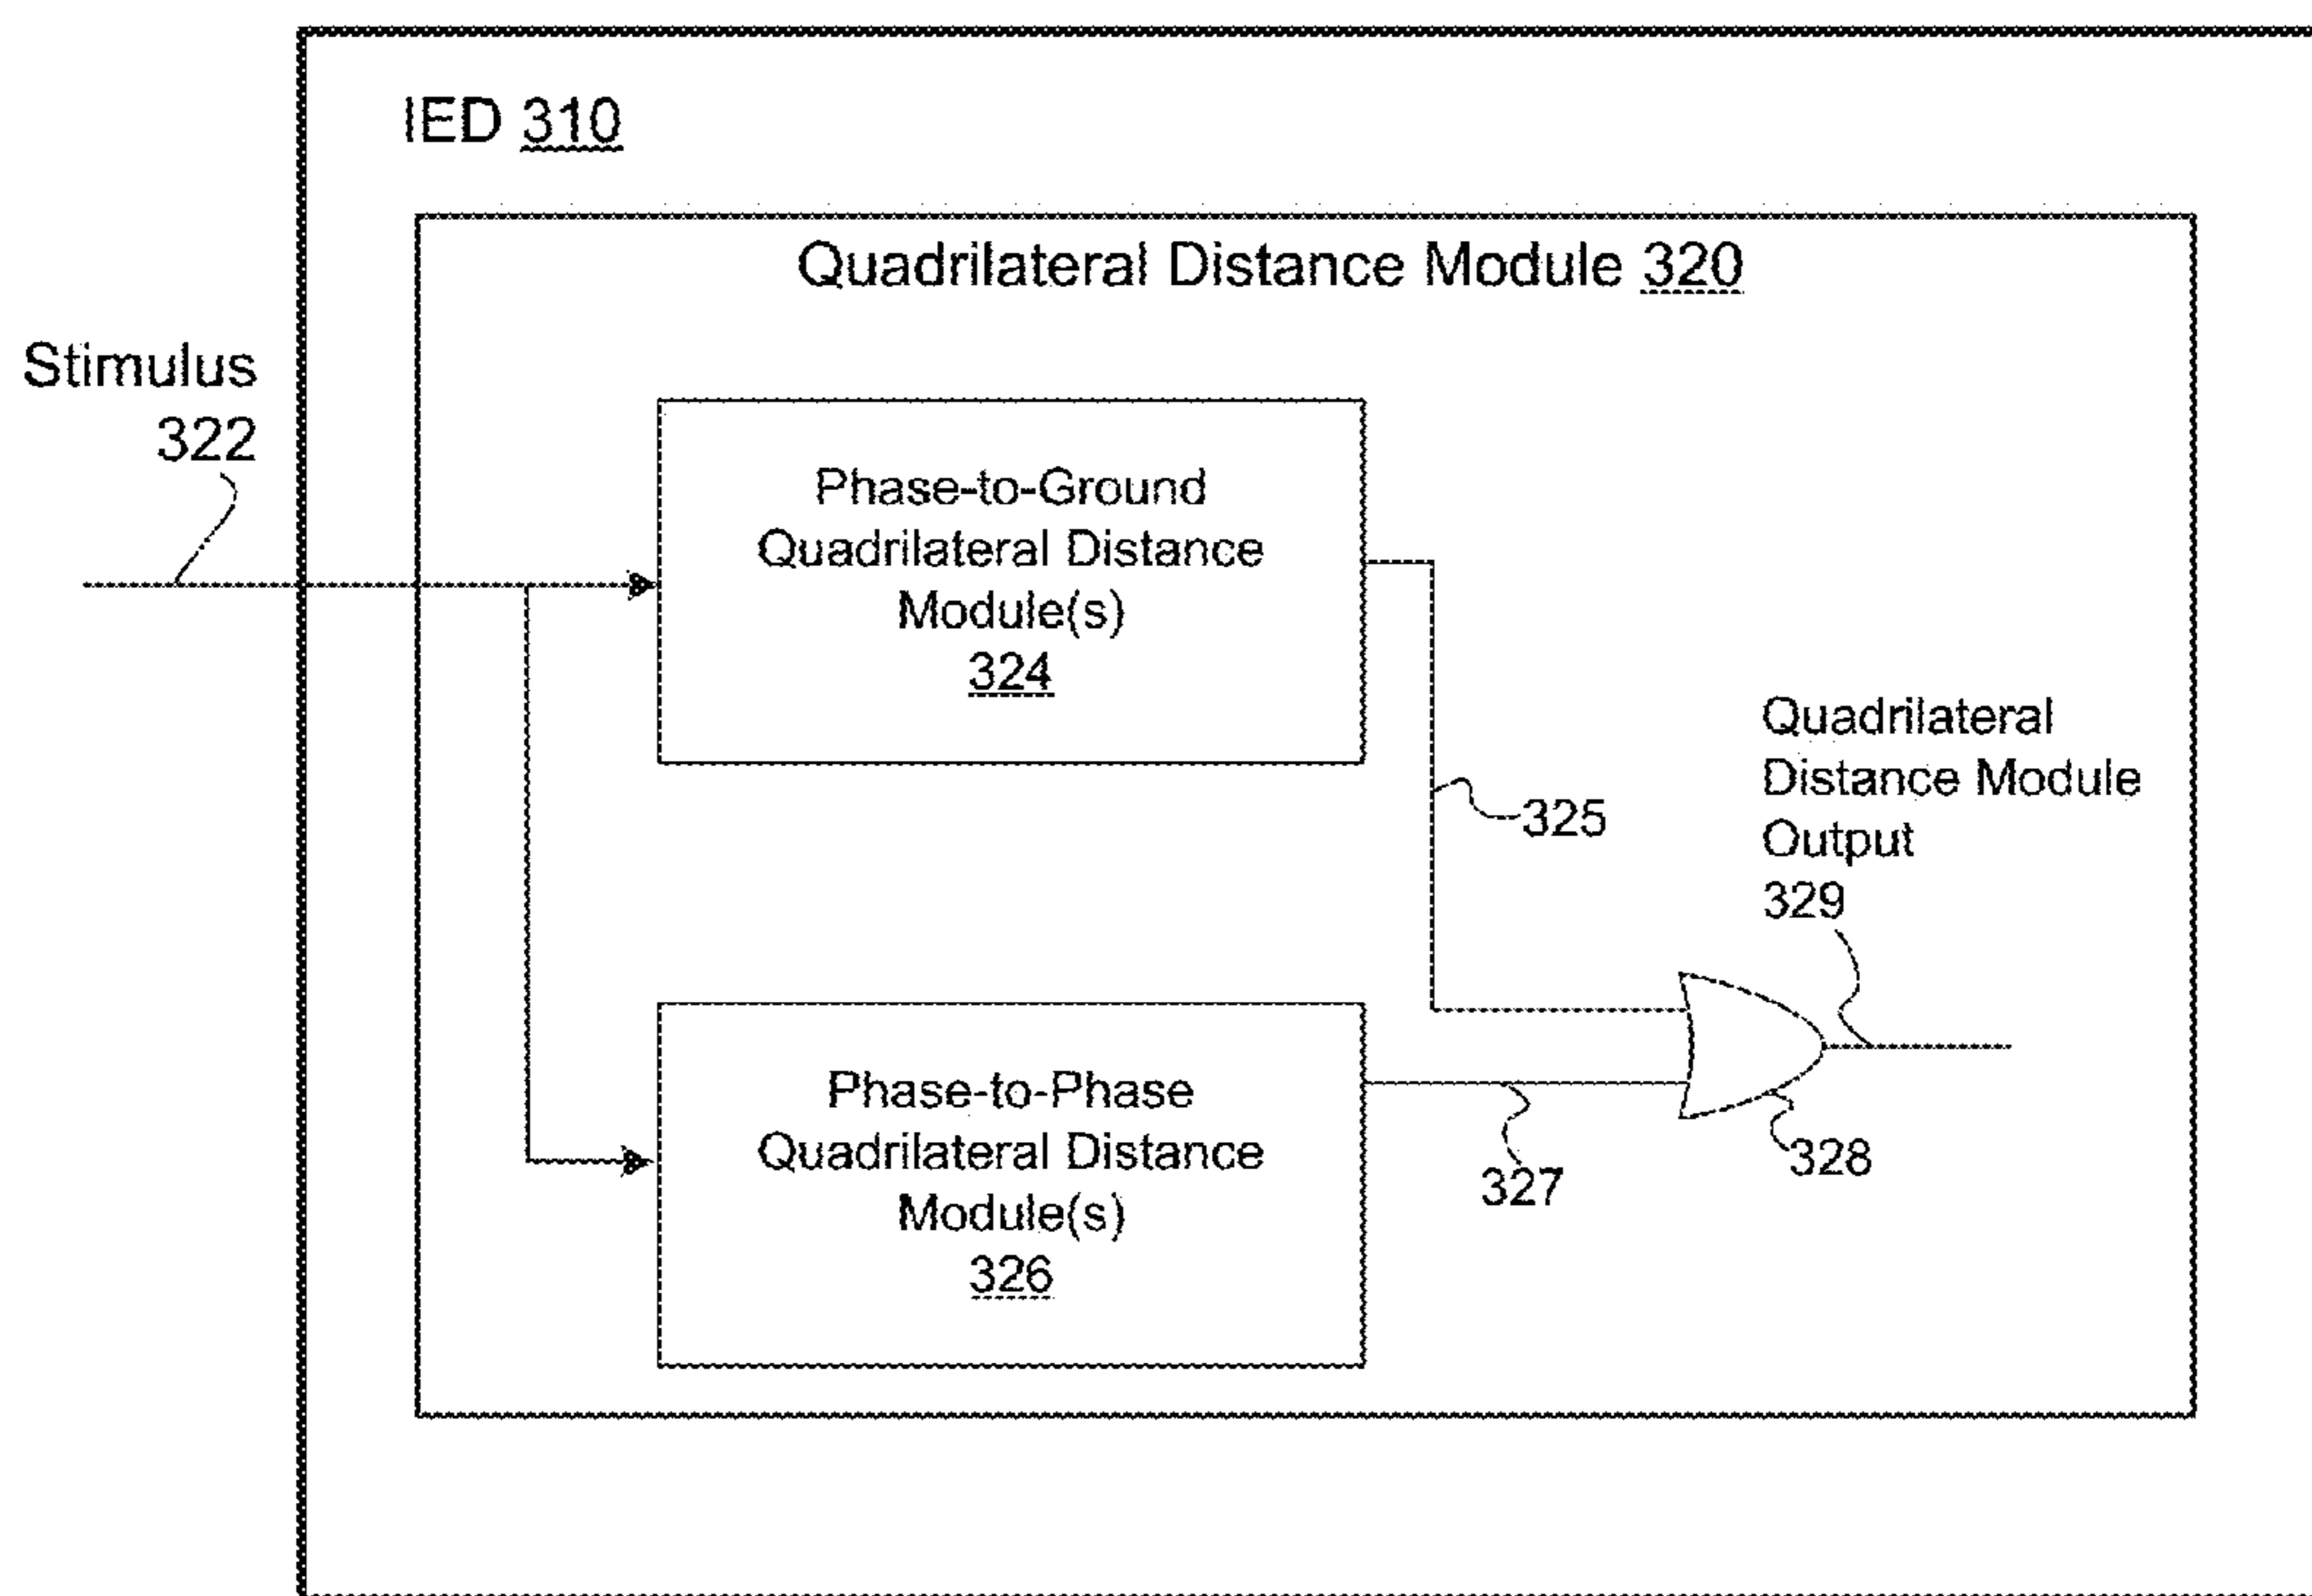 IED 310
Quadrilateral Distance Module 320
Stimulus
322
Phase-to-Ground
Quadrilateral Distance
Module(s)
324
325
Quadrilateral
Distance Module
Output
329
Phase-to-Phase
Quadrilateral Distance
Module(s)
326
327
328